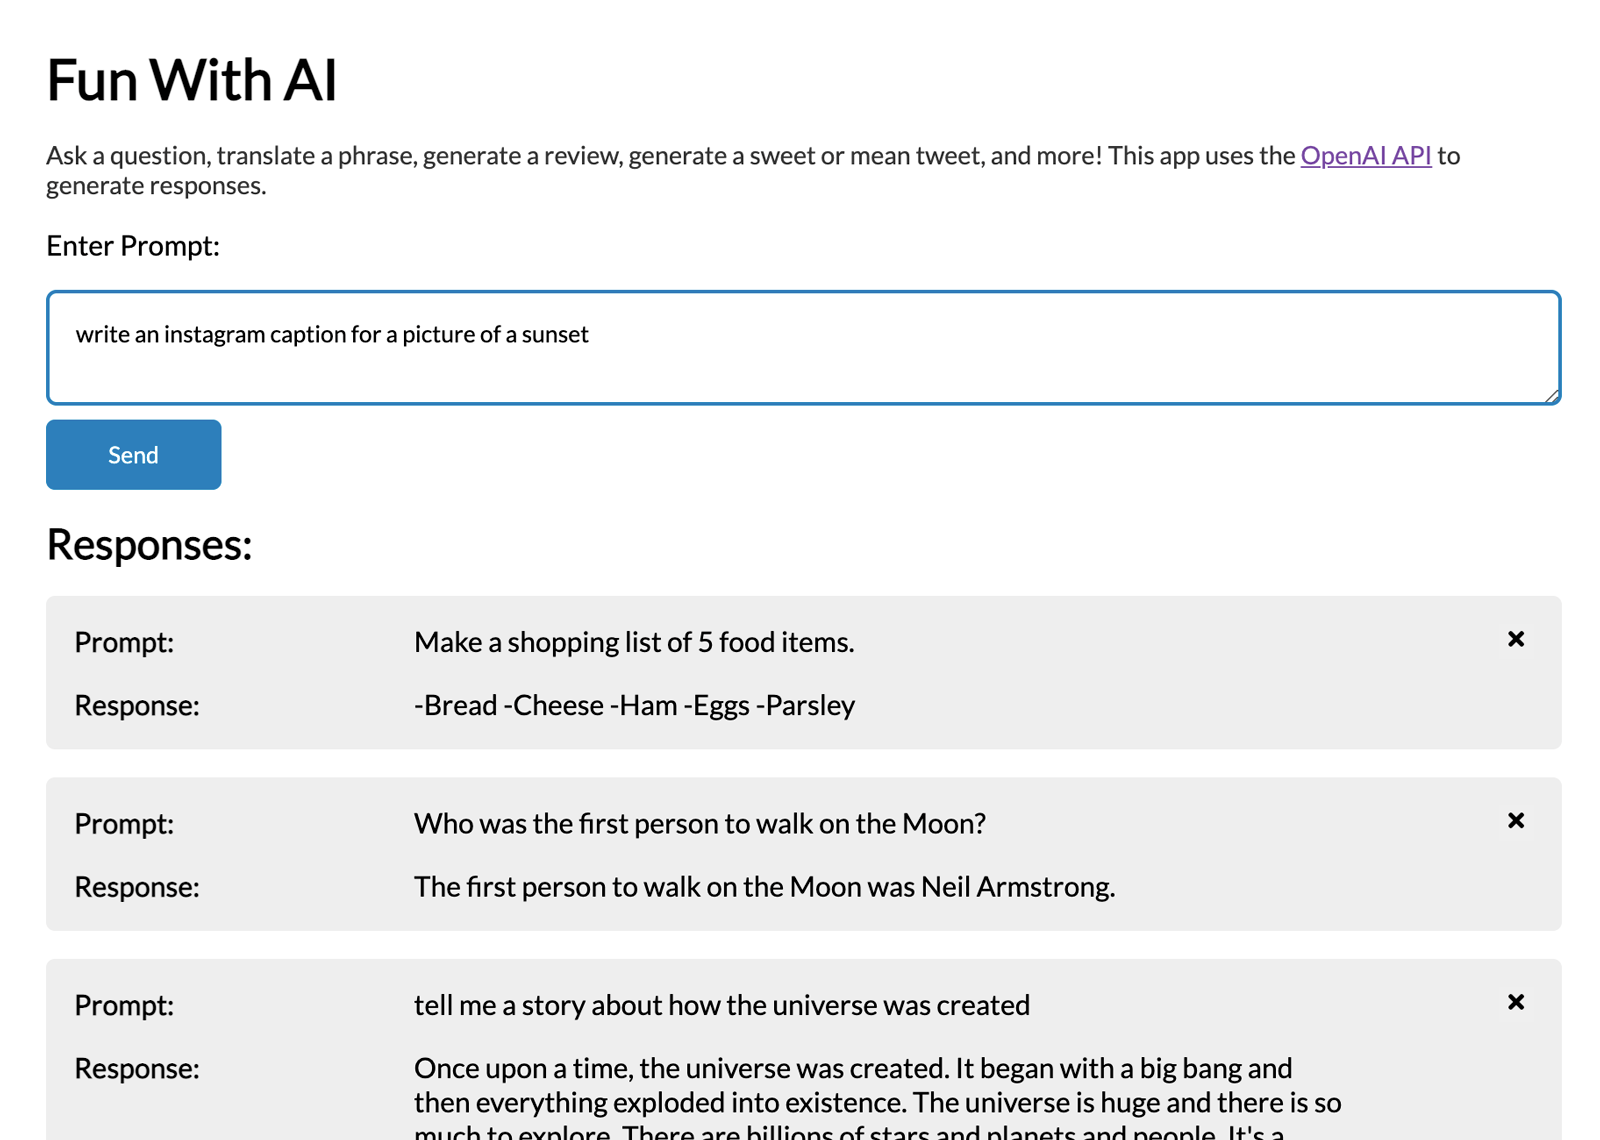 Fun With AI
Ask a question, translate a phrase, generate a review, generate a sweet or mean tweet, and more! This app uses the OpenAI API to
generate responses.
Enter Prompt:
write an instagram caption for a picture of a sunset
Send
Responses:
Prompt: Make a shopping list of 5 food items.
Response: -Bread -Cheese -Ham -Eggs -Parsley
Prompt: Who was the first person to walk on the Moon?
Response: The first person to walk on the Moon was Neil Armstrong.
Prompt: tell me a story about how the universe was created
Response: Once upon a time, the universe was created. It began with a big bang and
then everything exploded into existence. The universe is huge and there is so
much to explore. There are billions of stars and planets and people. It's a